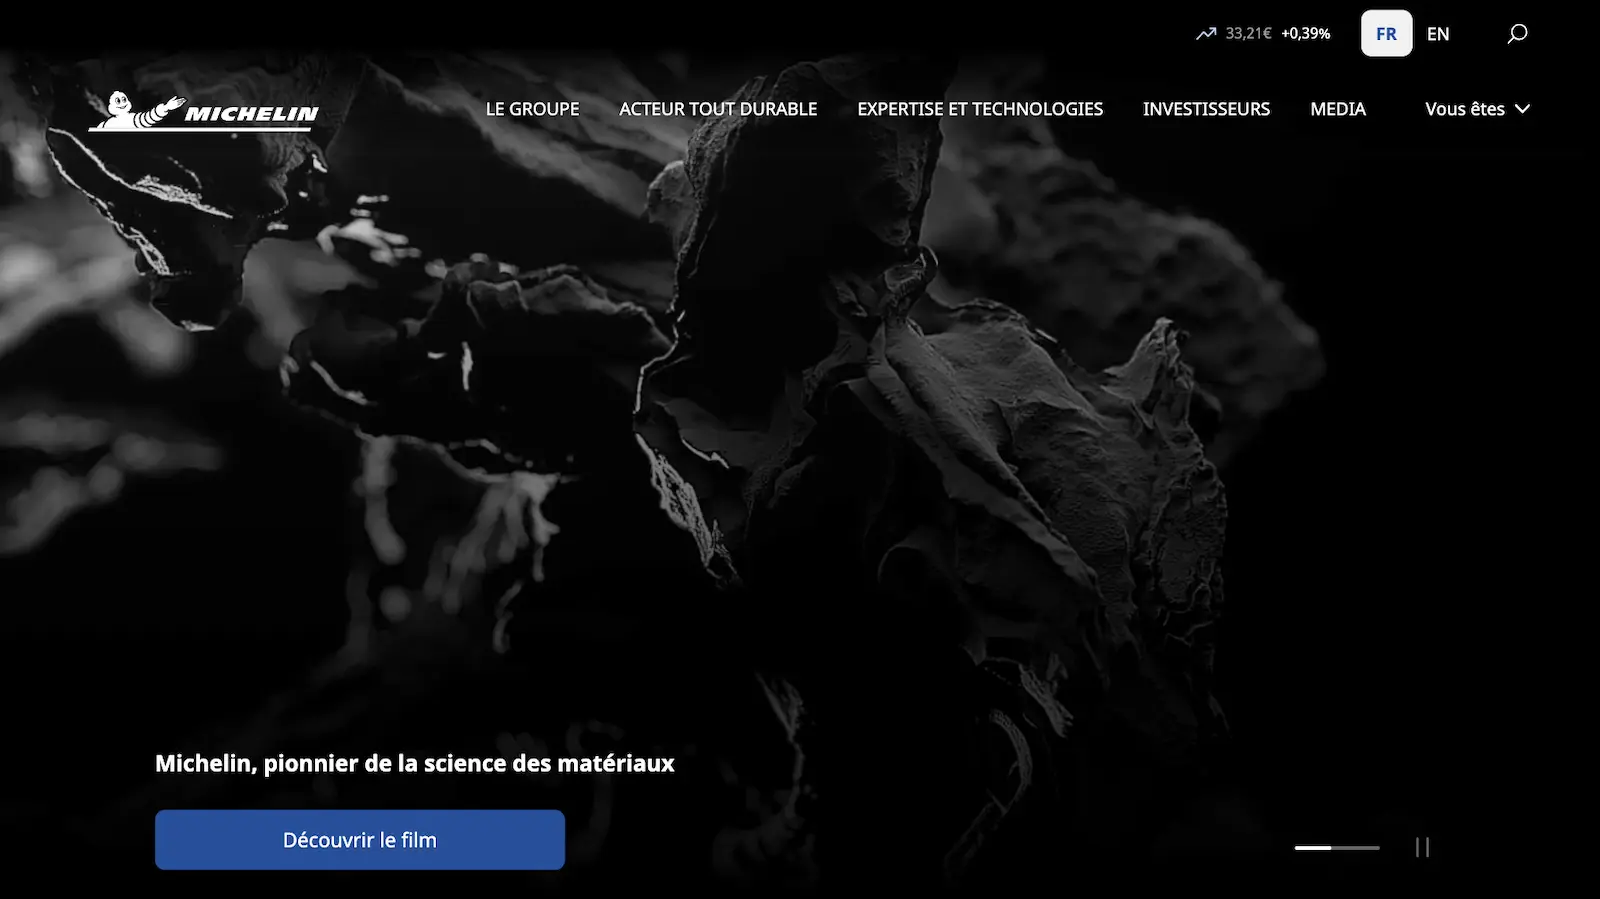 33,21€ +0,39% FR EN
MICHELIN LE GROUPE ACTEUR TOUT DURABLE EXPERTISE ET TECHNOLOGIES INVESTISSEURS MEDIA Vous êtes
Michelin, pionnier de la science des matériaux
Découvrir le film